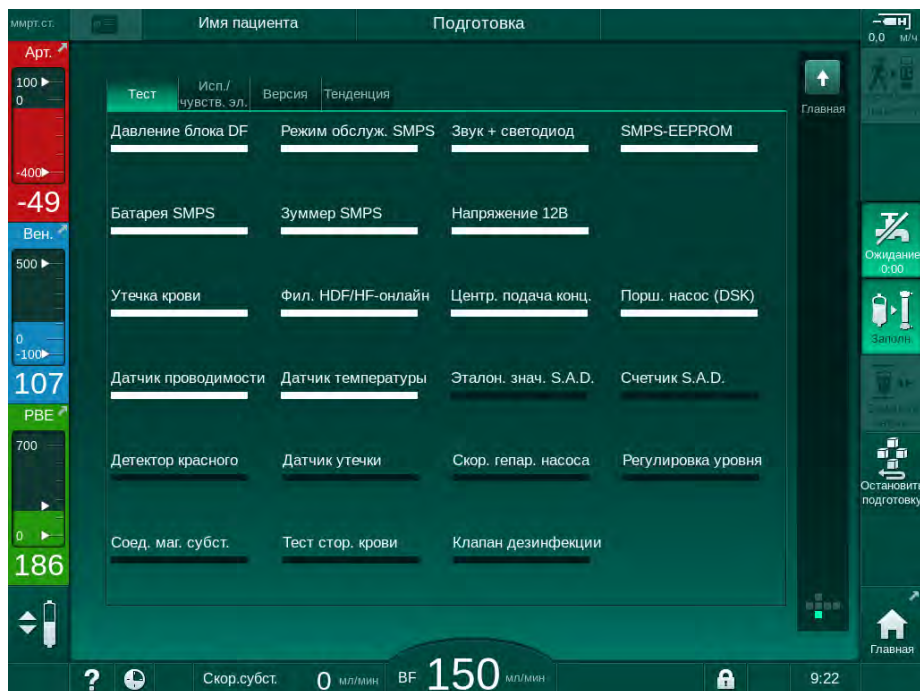 ммрт.ст.
Имя пациента
Подготовка
0,0 м/ч
Арт.
100
0
-400
-49
Вен.
500
0
-100
107
PBE
700
0
186
Тест
Исп./
чувств. эл.
Версия
Тенденция
Главная
Давление блока DF
Режим обслуж. SMPS
Звук + светодиод
SMPS-EEPROM
Батарея SMPS
Зуммер SMPS
Напряжение 12В
Утечка крови
Фил. HDF/HF-онлайн
Центр. подача конц.
Порш. насос (DSK)
Датчик проводимости
Датчик температуры
Эталон. знач. S.A.D.
Счетчик S.A.D.
Детектор красного
Датчик утечки
Скор. гепар. насоса
Регулировка уровня
Соед. маг. субст.
Тест стор. крови
Клапан дезинфекции
Ожидание
0:00
Заполн.
Остановить
подготовку
Главная
?
Скор.субст.
0 мл/мин
BF 150 мл/мин
9:22